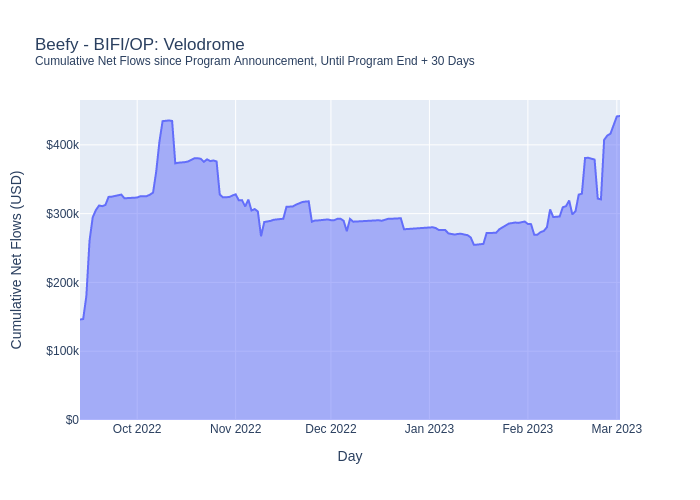 Beefy - BIFI/OP: Velodrome
Cumulative Net Flows since Program Announcement, Until Program End + 30 Days
Cumulative Net Flows (USD)
$400k
$300k
$200k
$100k
$0
Oct 2022
Nov 2022
Dec 2022
Jan 2023
Feb 2023
Mar 2023
Day